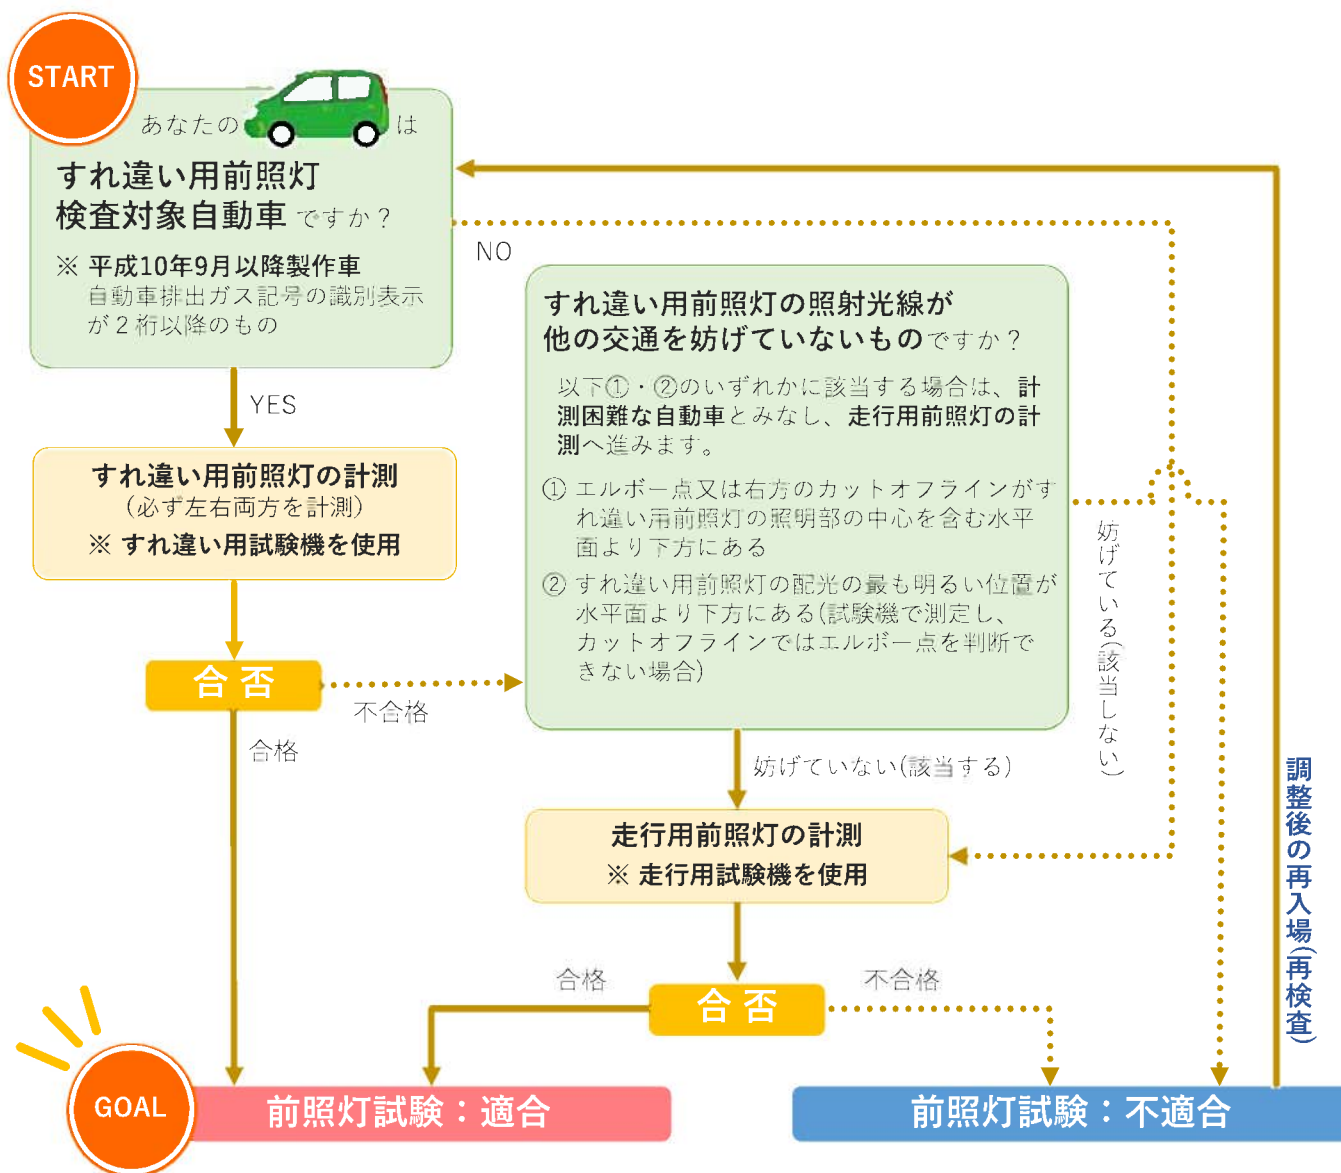 START
あなたの は
すれ違い用前照灯
検査対象自動車ですか？
※ 平成10年9月以降製作車
自動車排出ガス記号の識別表示
が２桁以降のもの
NO
YES
すれ違い用前照灯の計測
(必ず左右両方を計測)
※ すれ違い用試験機を使用
合否
不合格
合格
すれ違い用前照灯の照射光線が
他の交通を妨げていないものですか？
以下①・②のいずれかに該当する場合は、計
測困難な自動車とみなし、走行用前照灯の計
測へ進みます。
① エルボー点又は右方のカットオフラインがす
れ違い用前照灯の照明部の中心を含む水平
面より下方にある
② すれ違い用前照灯の配光の最も明るい位置が
水平面より下方にある(試験機で測定し、
カットオフラインではエルボー点を判断で
きない場合)
妨げている(該当しない)
妨げていない(該当する)
走行用前照灯の計測
※ 走行用試験機を使用
合格
合否
不合格
調整後の再入場(再検査)
GOAL
前照灯試験：適合
前照灯試験：不適合